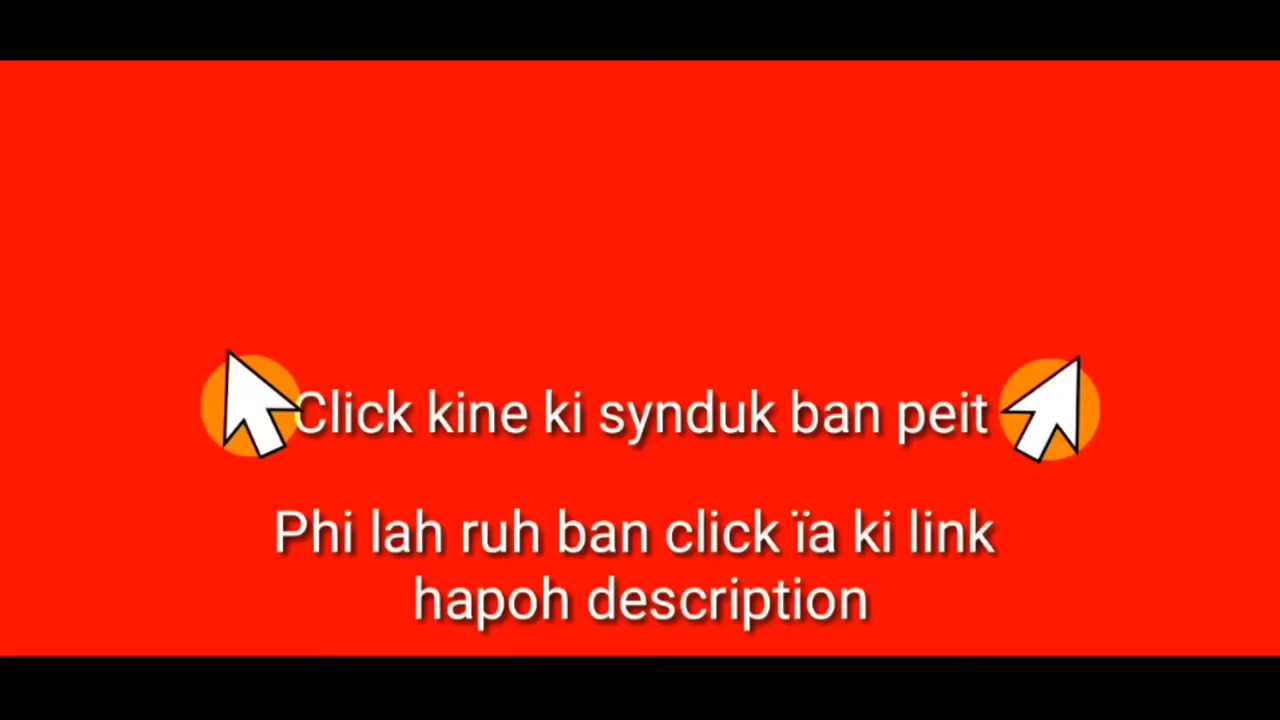 Click kine ki synduk ban peit
Phi lah ruh ban click ïa ki link
hapoh description